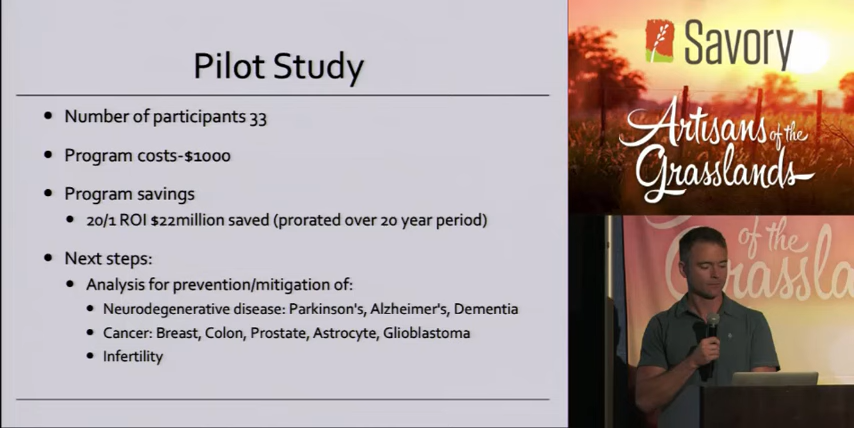 Pilot Study
Number of participants 33
Program costs-$1000
Program savings
20/1 ROI $22million saved (prorated over 20 year period)
Next steps:
Analysis for prevention/mitigation of:
Neurodegenerative disease: Parkinson's, Alzheimer's, Dementia
Cancer: Breast, Colon, Prostate, Astrocyte, Glioblastoma
Infertility
Savory
Artisans of the
Grasslands
of the
rassla